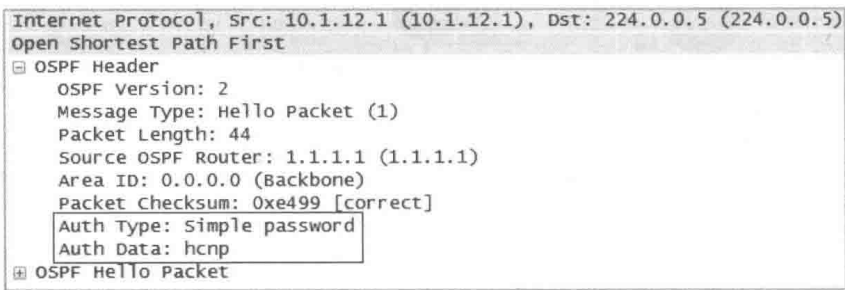 Internet Protocol, Src: 10.1.12.1 (10.1.12.1), Dst: 224.0.0.5 (224.0.0.5)
Open Shortest Path First
OSPF Header
OSPF Version: 2
Message Type: Hello Packet (1)
Packet Length: 44
Source OSPF Router: 1.1.1.1 (1.1.1.1)
Area ID: 0.0.0.0 (Backbone)
Packet Checksum: 0xe499 [correct]
Auth Type: Simple password
Auth Data: hcnp
OSPF Hello Packet